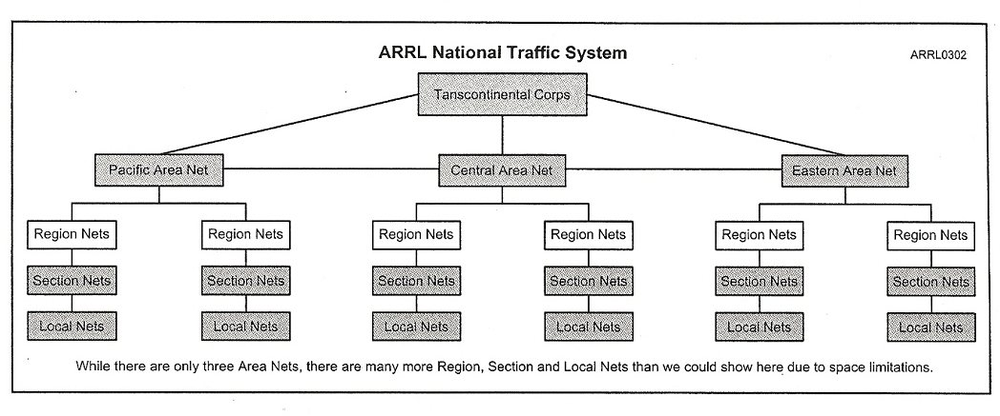 ARRL National Traffic System
ARRL0302
Tanscontinental Corps
Pacific Area Net
Central Area Net
Eastern Area Net
Region Nets
Region Nets
Region Nets
Region Nets
Region Nets
Region Nets
Section Nets
Section Nets
Section Nets
Section Nets
Section Nets
Section Nets
Local Nets
Local Nets
Local Nets
Local Nets
Local Nets
Local Nets
While there are only three Area Nets, there are many more Region, Section and Local Nets than we could show here due to space limitations.